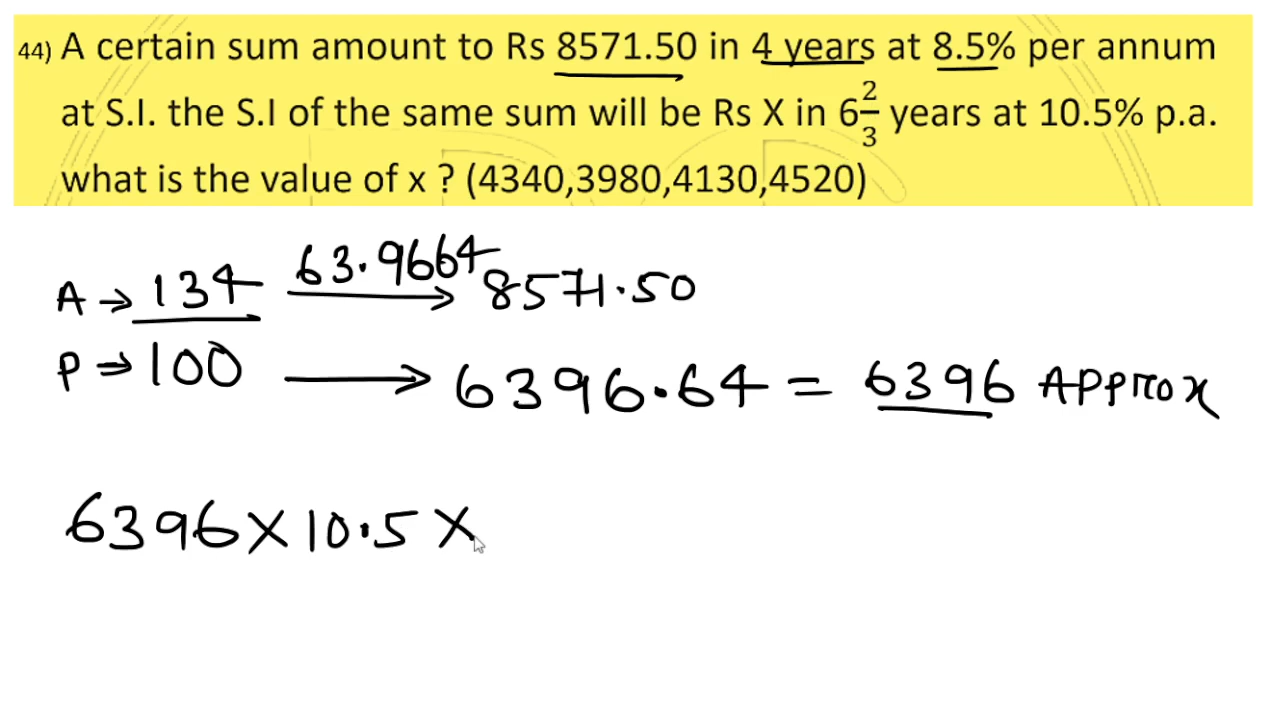 44) A certain sum amount to Rs 8571.50 in 4 years at 8.5% per annum
at S.I. the S.I of the same sum will be Rs X in 6 2/3 years at 10.5% p.a.
what is the value of x ? (4340,3980,4130,4520)
A → 134 63.9664 → 8571.50
P ⇒ 100 → 6396.64 = 6396 Approx
6396 X 10.5 X